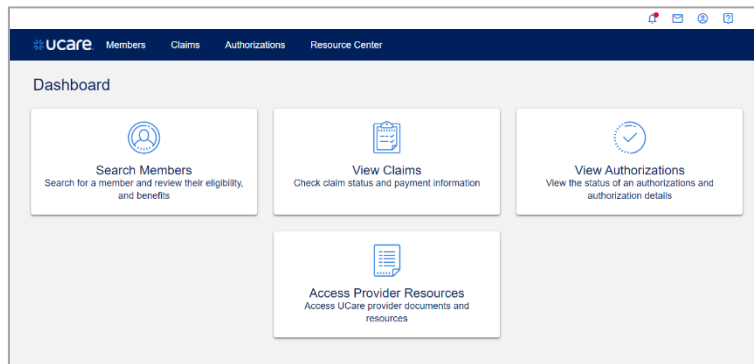 ucare. Members Claims Authorizations Resource Center
Dashboard
Search Members
Search for a member and review their eligibility,
and benefits
View Claims
Check claim status and payment information
View Authorizations
View the status of an authorizations and
authorization details
Access Provider Resources
Access UCare provider documents and
resources